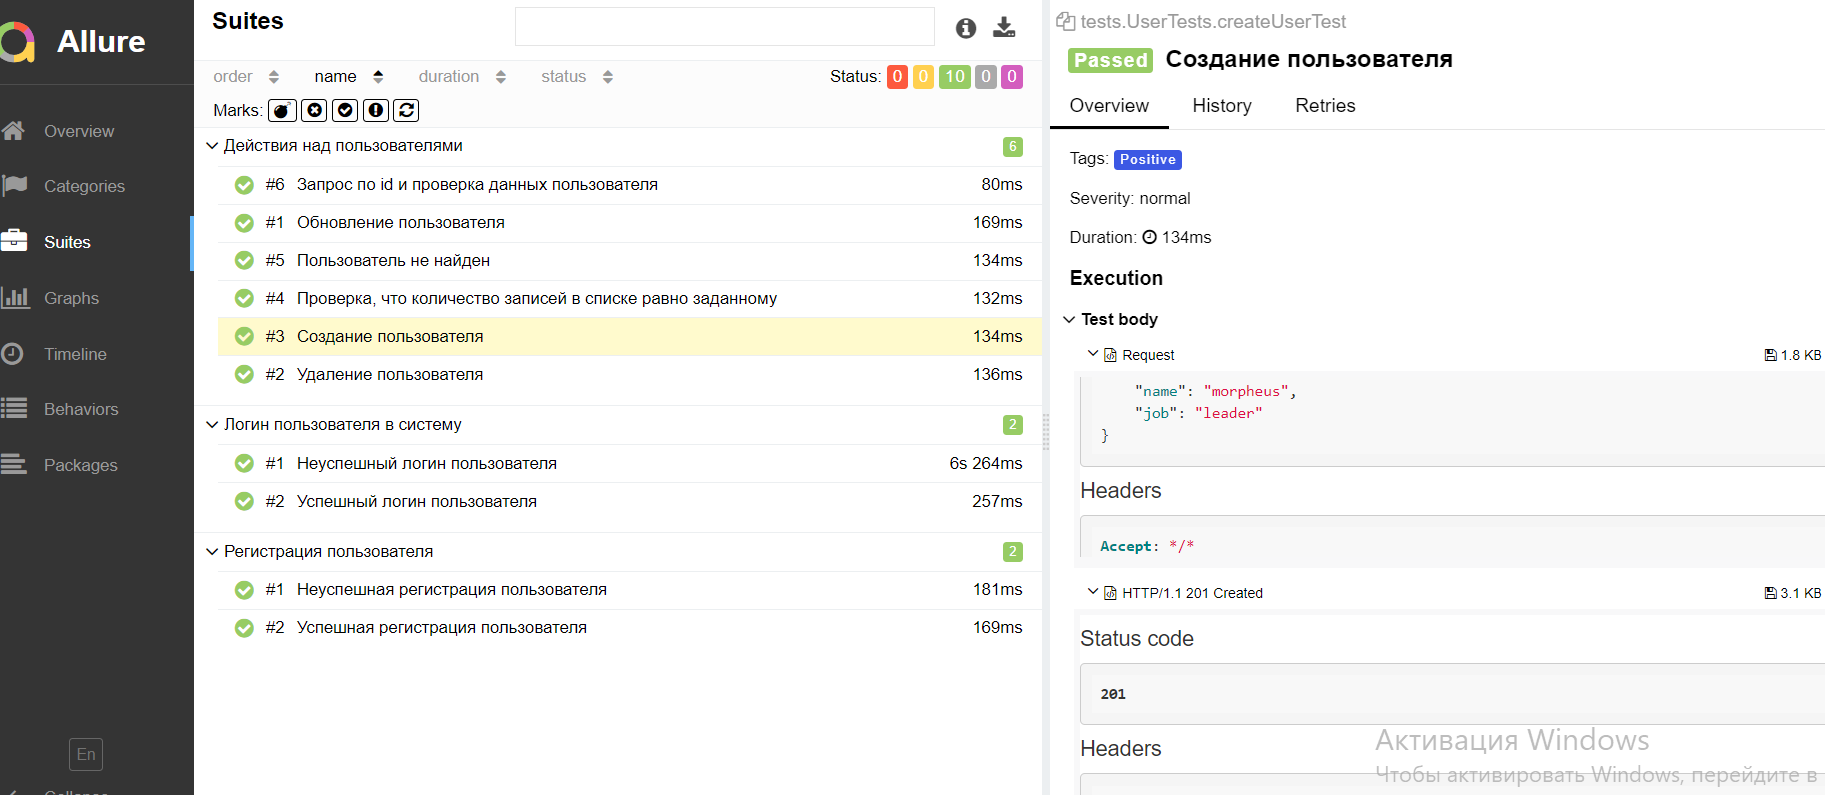 Allure
Overview
Categories
Suites
Graphs
Timeline
Behaviors
Packages
En
Collapse
Suites
order name duration status Status: 0 0 10 0 0
Marks:
Действия над пользователями 6
#6 Запрос по id и проверка данных пользователя 80ms
#1 Обновление пользователя 169ms
#5 Пользователь не найден 134ms
#4 Проверка, что количество записей в списке равно заданному 132ms
#3 Создание пользователя 134ms
#2 Удаление пользователя 136ms
Логин пользователя в систему 2
#1 Неуспешный логин пользователя 6s 264ms
#2 Успешный логин пользователя 257ms
Регистрация пользователя 2
#1 Неуспешная регистрация пользователя 181ms
#2 Успешная регистрация пользователя 169ms
tests.UserTests.createUserTest
Passed Создание пользователя
Overview History Retries
Tags: Positive
Severity: normal
Duration: 134ms
Execution
Test body
Request 1.8 KB
"name": "morpheus",
"job": "leader"
}
Headers
Accept: */*
HTTP/1.1 201 Created 3.1 KB
Status code
201
Headers
Активация Windows
Чтобы активировать Windows, перейдите в